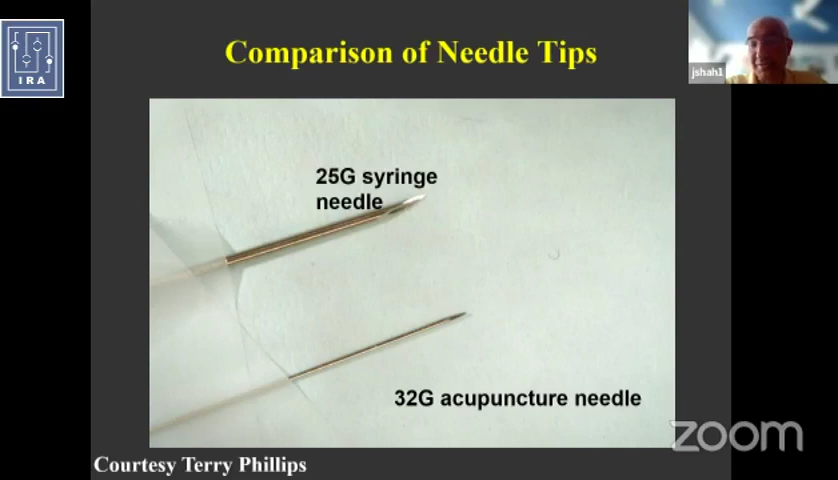 Comparison of Needle Tips
IRA
jshah1
25G syringe
needle
32G acupuncture needle
zoom
Courtesy Terry Phillips